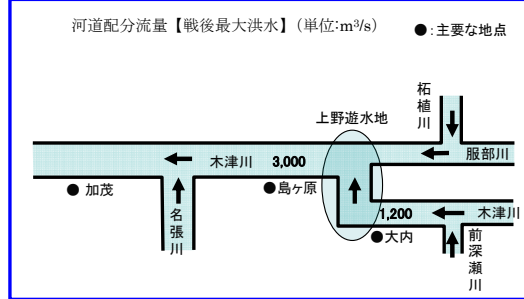 河道配分流量【戦後最大洪水】(単位:m³/s)
●:主要な地点
柘植川
上野遊水地
木津川
3,000
服部川
●加茂
名張川
●島ヶ原
1,200
木津川
●大内
前深瀬川